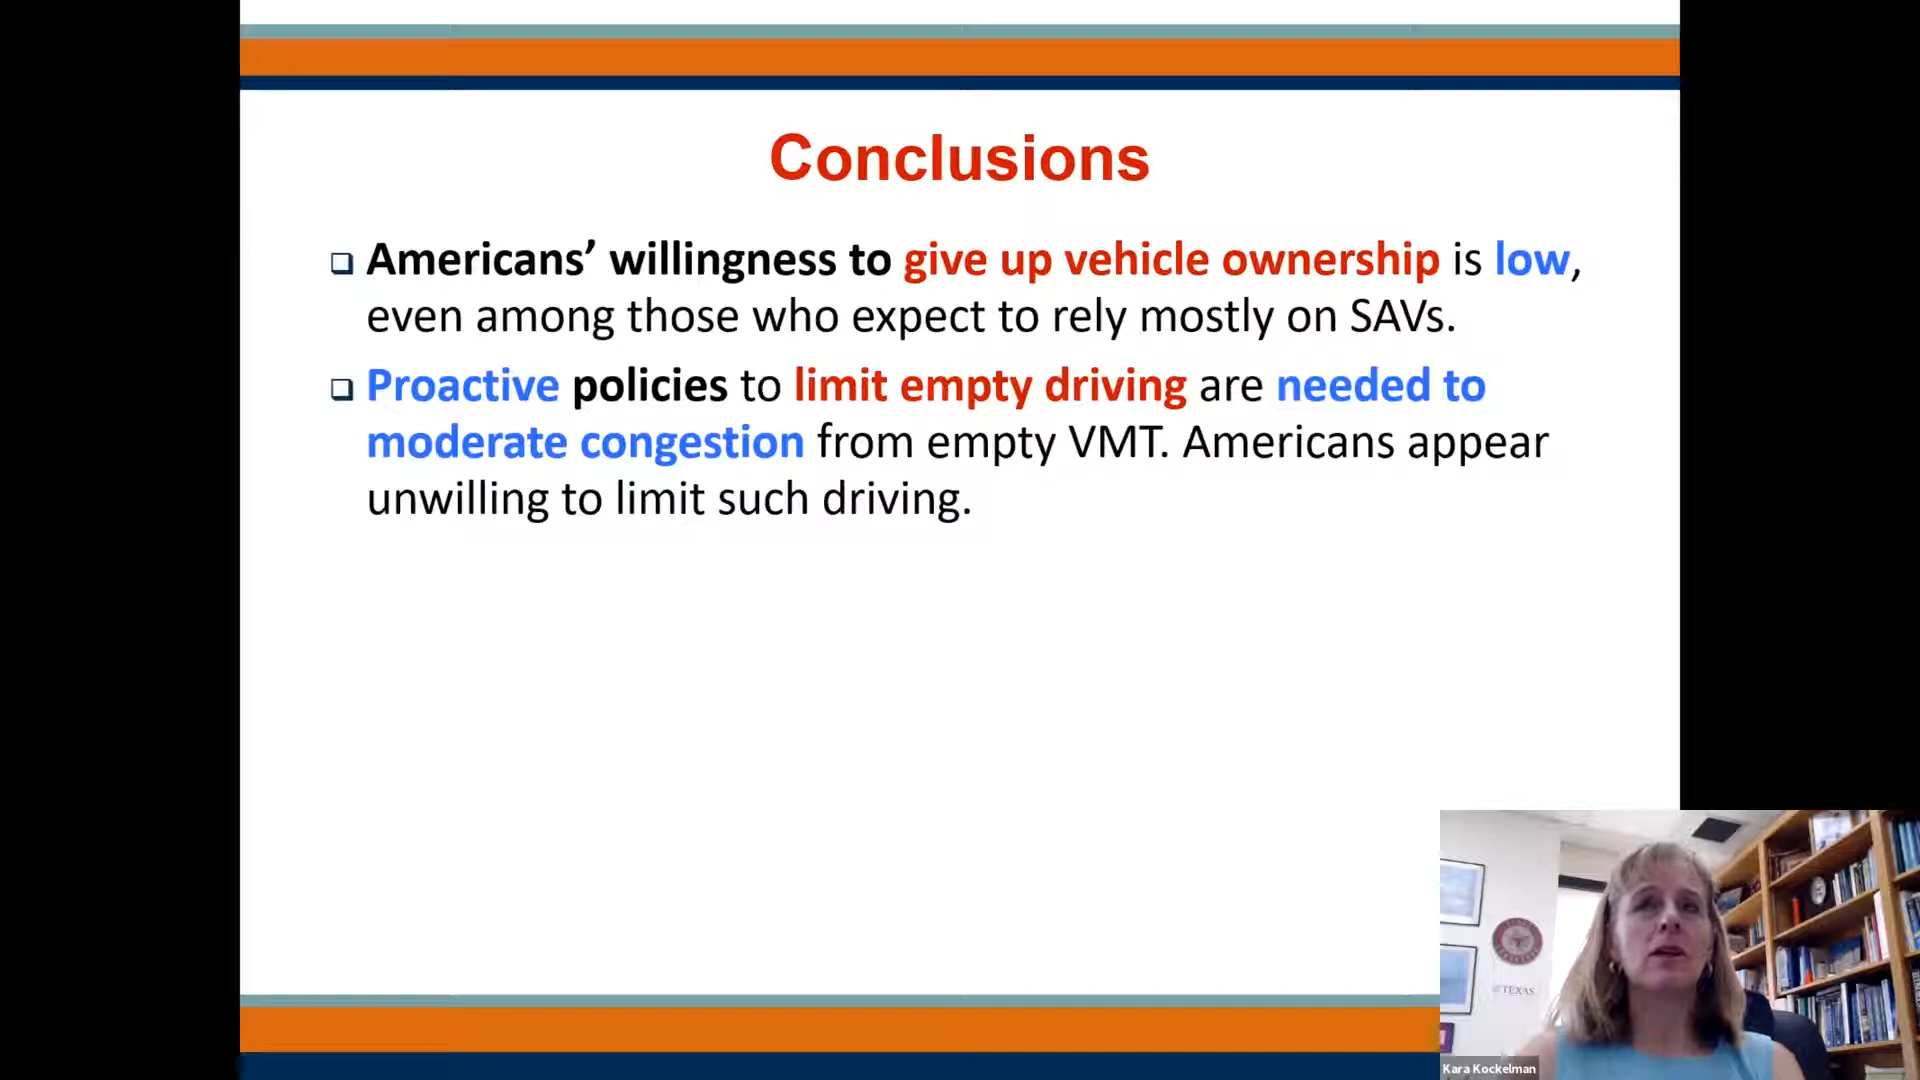 Conclusions
❑ Americans’ willingness to give up vehicle ownership is low,
even among those who expect to rely mostly on SAVs.
❑ Proactive policies to limit empty driving are needed to
moderate congestion from empty VMT. Americans appear
unwilling to limit such driving.
TEXAS
Kara Kockelman